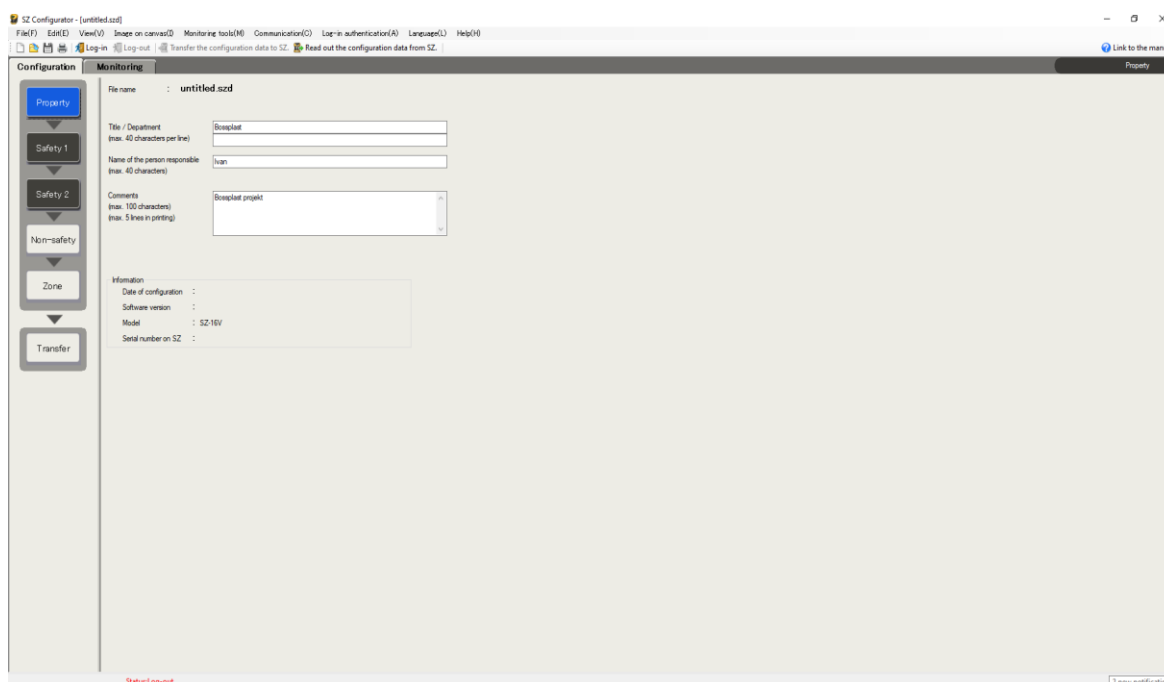 SZ Configurator - [untitled.szd]
File(F) Edit(E) View(V) Image on canvas(I) Monitoring tools(M) Communication(C) Log-in authentication(A) Language(L) Help(H)
Log-in Log-out Transfer the configuration data to SZ. Read out the configuration data from SZ. Link to the man
Configuration Monitoring Property
Property
Safety 1
Safety 2
Non-safety
Zone
Transfer
File name : untitled.szd
Title / Department Bossplast
(max. 40 characters per line)
Name of the person responsible Ivan
(max. 40 characters)
Comments Bossplast projekt
(max. 100 characters)
(max. 5 lines in printing)
Information
Date of configuration :
Software version :
Model : SZ-16V
Serial number on SZ :
Status:Log-out